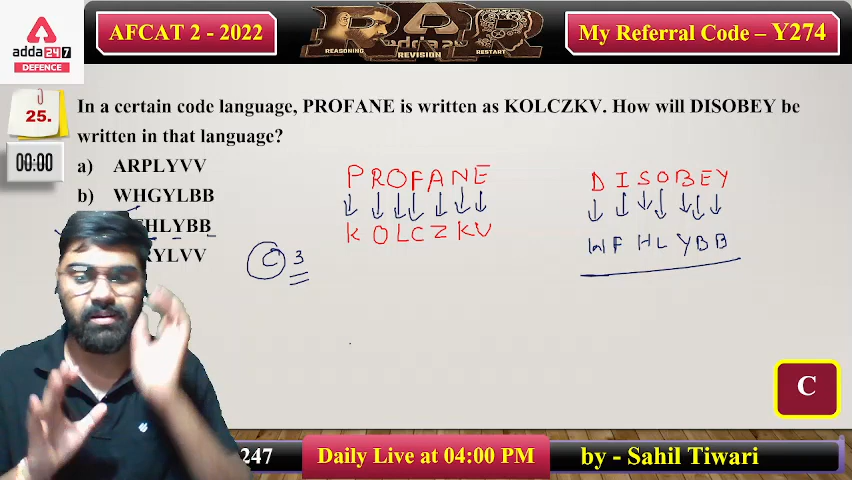 adda 24|7
DEFENCE
AFCAT 2 - 2022
REASONING
REVISION
RESTART
My Referral Code – Y274
25.
In a certain code language, PROFANE is written as KOLCZKV. How will DISOBEY be
written in that language?
00:00
a) ARPLYVV
b) WHGYLBB
HLYBB
RYLVV
PROFANE
KOLCZKV
DISOBEY
WFHLYBB
C 3
C
247
Daily Live at 04:00 PM
by - Sahil Tiwari